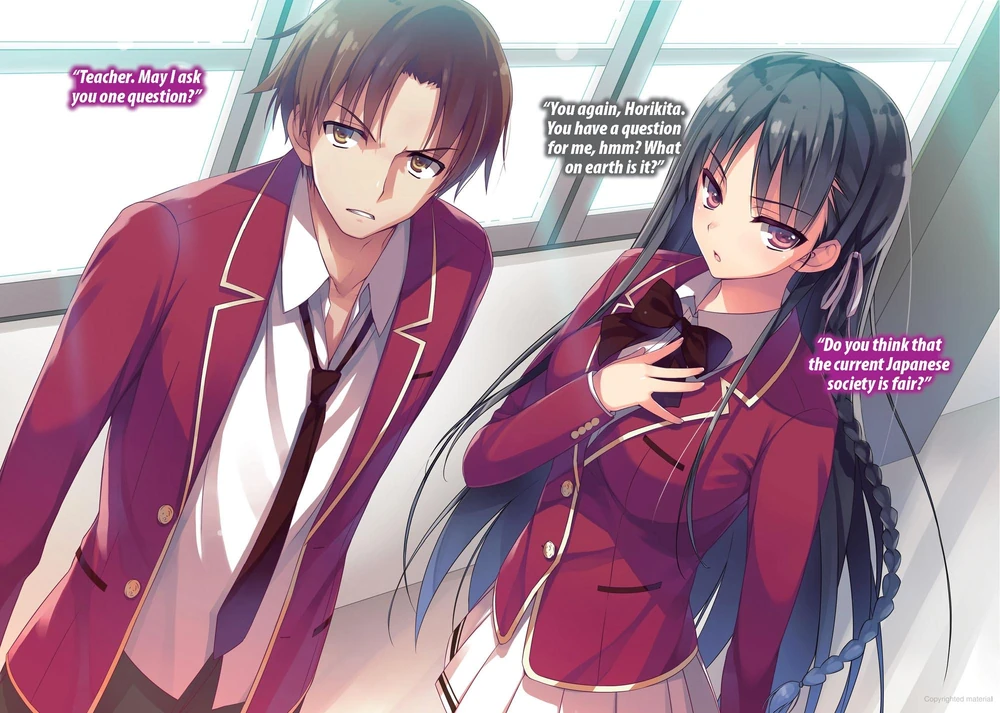 “Teacher. May I ask
you one question?”
“You again, Horikita.
You have a question
for me, hmm? What
on earth is it?”
“Do you think that
the current Japanese
society is fair?”
Copyrighted material